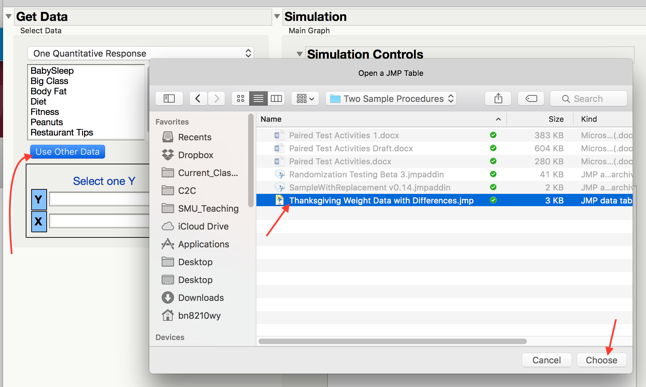 Get Data
Simulation
Select Data
Main Graph
One Quantitative Response
Simulation Controls
BabySleep
Big Class
Body Fat
Diet
Fitness
Peanuts
Restaurant Tips
Use Other Data
Select one Y
Y
X
Open a JMP Table
Two Sample Procedures
Search
Favorites
Recents
Dropbox
Current_Clas...
C2C
SMU_Teaching
iCloud Drive
Applications
Desktop
Desktop
Downloads
bn8210wy
Devices
Name Size Kind
Paired Test Activities 1.docx 383 KB Micros...(.doc
Paired Test Activities Draft.docx 604 KB Micros...(.doc
Paired Test Activities.docx 280 KB Micros...(.doc
Randomization Testing Beta 3.jmpaddin 41 KB JMP a...archiv
SampleWithReplacement v0.14.jmpaddin 2 KB JMP a...archiv
Thanksgiving Weight Data with Differences.jmp 3 KB JMP data tab
Cancel
Choose